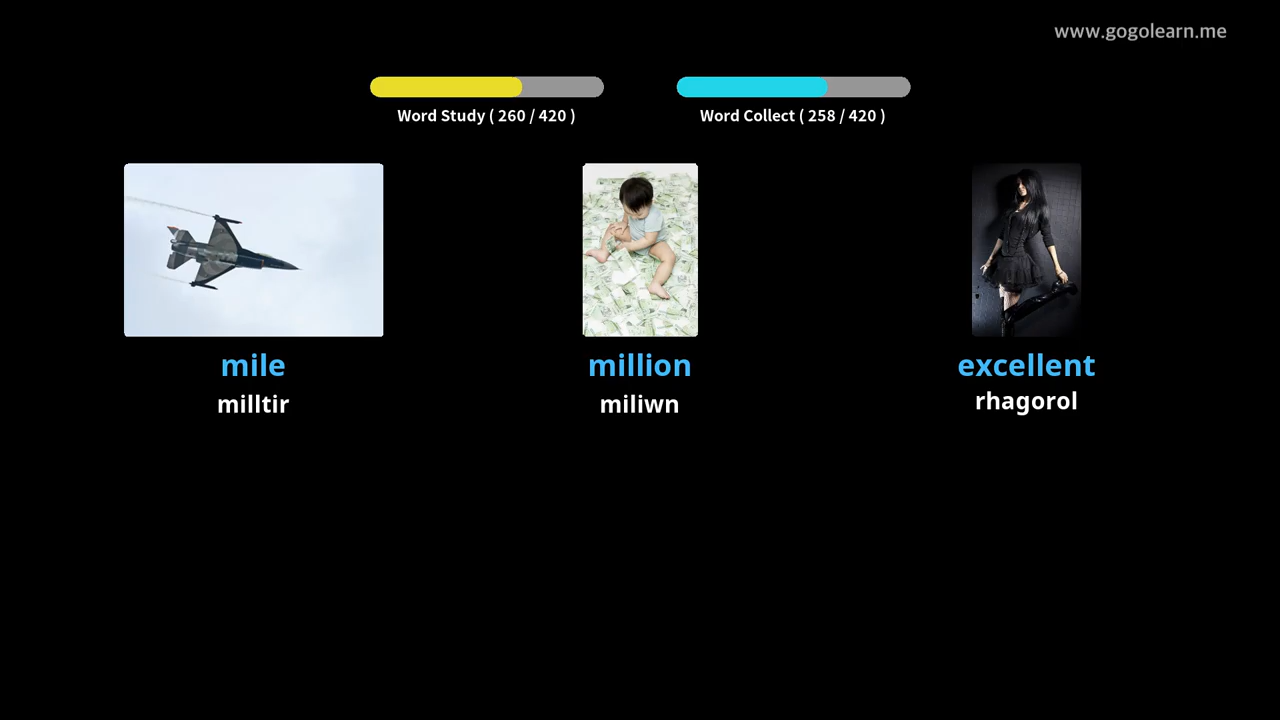 www.gogolearn.me
Word Study ( 260 / 420 )
Word Collect ( 258 / 420 )
mile
milltir
million
miliwn
excellent
rhagorol